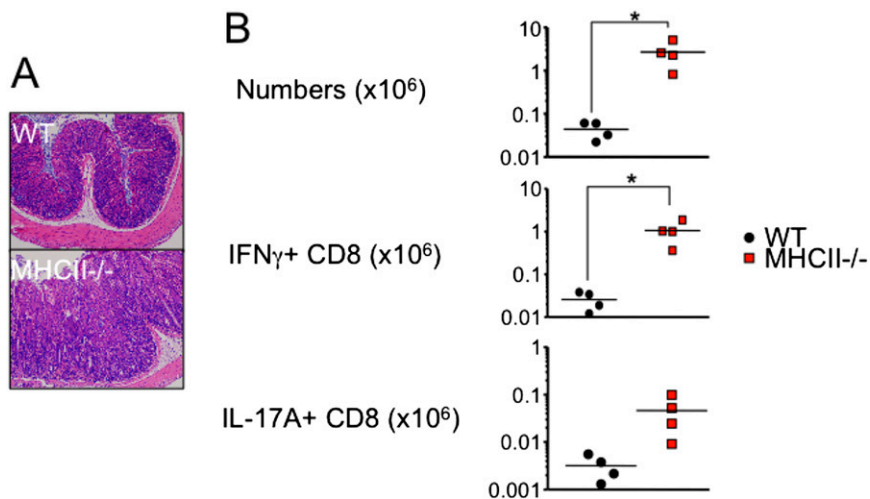 A
WT
MHCII-/-
B
Numbers (x10⁶)
10
1
0.1
0.01
*
IFNγ+ CD8 (x10⁶)
10
1
0.1
0.01
*
IL-17A+ CD8 (x10⁶)
1
0.1
0.01
0.001
WT
MHCII-/-